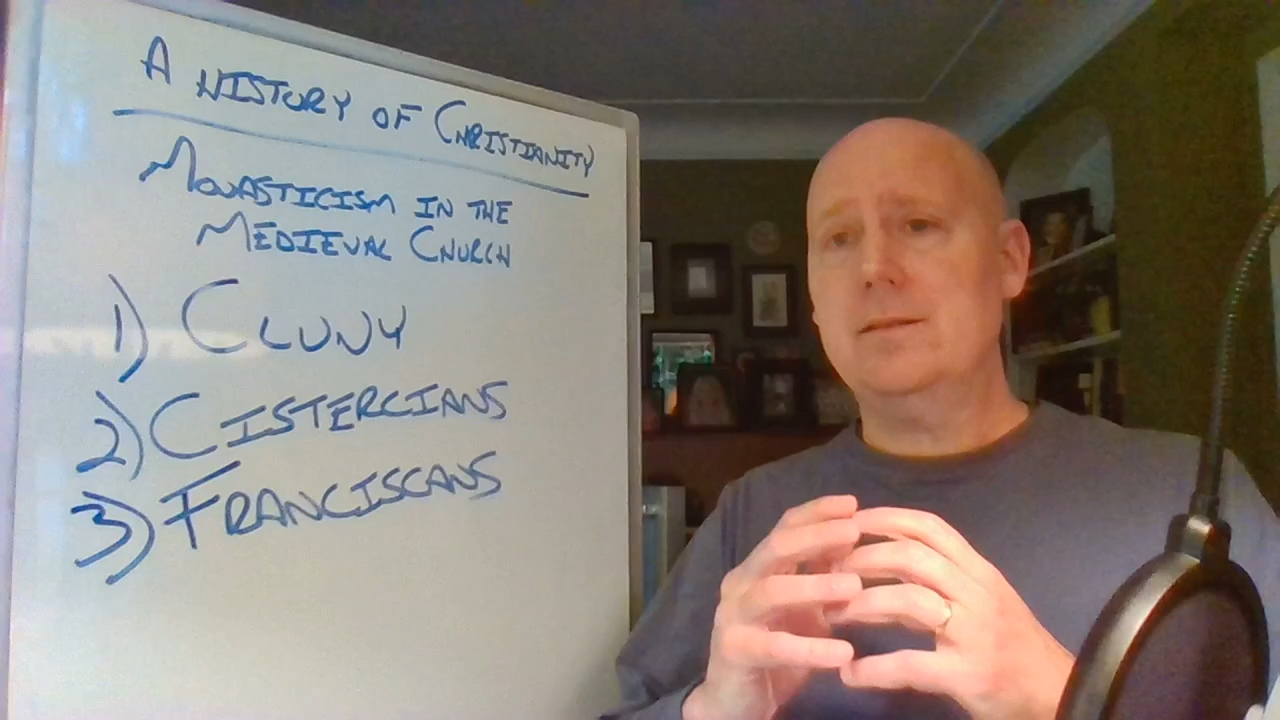 A HISTORY OF CHRISTIANITY
MONASTICISM IN THE
MEDIEVAL CHURCH
1) CLUNY
2) CISTERCIANS
3) FRANCISCANS